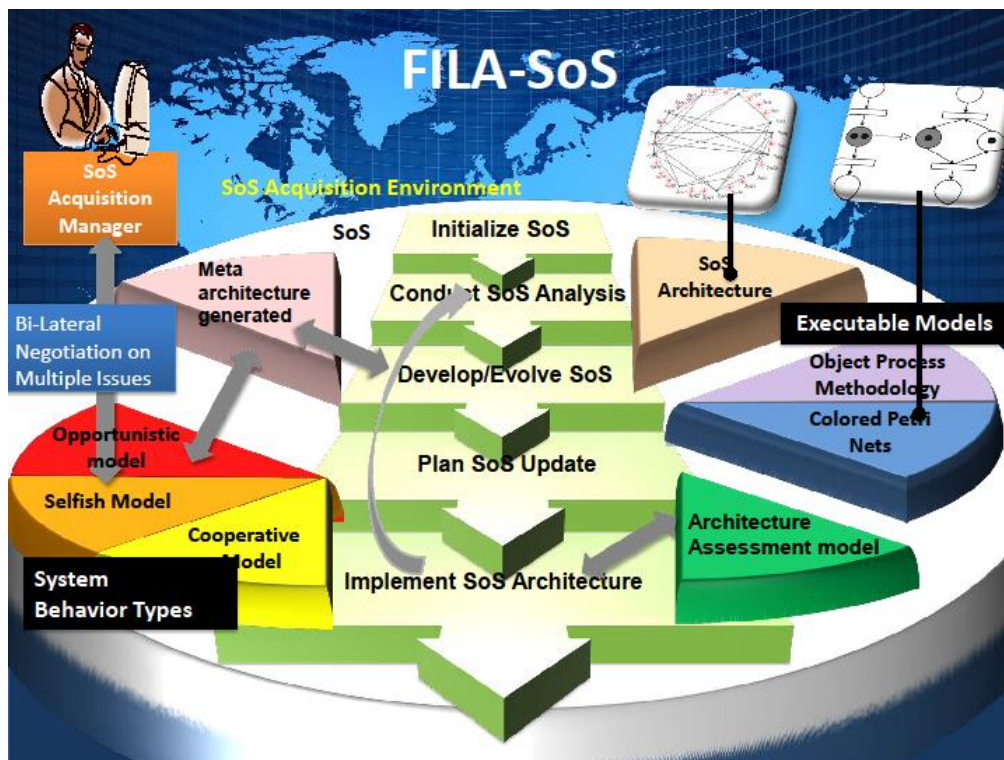 FILA-SoS
SoS
Acquisition
Manager
SoS Acquisition Environment
SoS
Initialize SoS
Meta
architecture
generated
Conduct SoS Analysis
SoS
Architecture
Bi-Lateral
Negotiation on
Multiple Issues
Executable Models
Develop/Evolve SoS
Object Process
Methodology
Colored Petri
Nets
Opportunistic
model
Plan SoS Update
Selfish Model
Cooperative
Model
Architecture
Assessment model
System
Behavior Types
Implement SoS Architecture